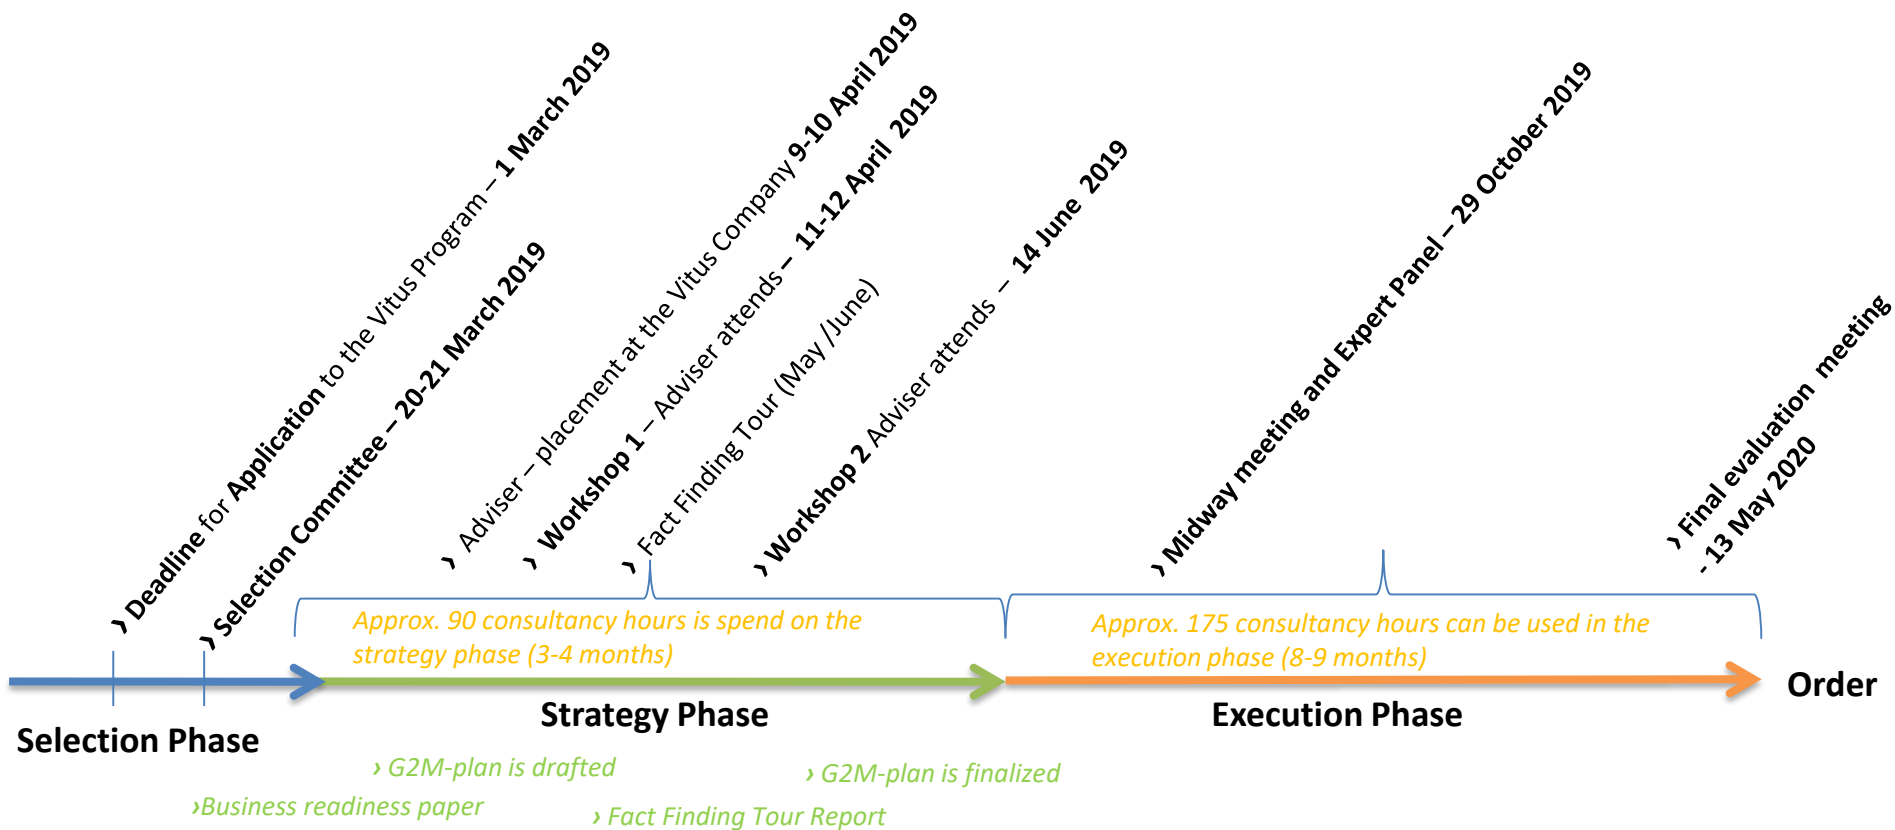 › Deadline for Application to the Vitus Program – 1 March 2019
› Selection Committee – 20-21 March 2019
› Adviser – placement at the Vitus Company 9-10 April 2019
› Workshop 1 – Adviser attends – 11-12 April 2019
› Fact Finding Tour (May /June)
› Workshop 2 Adviser attends – 14 June 2019
› Midway meeting and Expert Panel – 29 October 2019
› Final evaluation meeting
- 13 May 2020
Approx. 90 consultancy hours is spend on the
strategy phase (3-4 months)
Approx. 175 consultancy hours can be used in the
execution phase (8-9 months)
Order
Selection Phase
Strategy Phase
Execution Phase
› G2M-plan is drafted
› G2M-plan is finalized
›Business readiness paper
› Fact Finding Tour Report